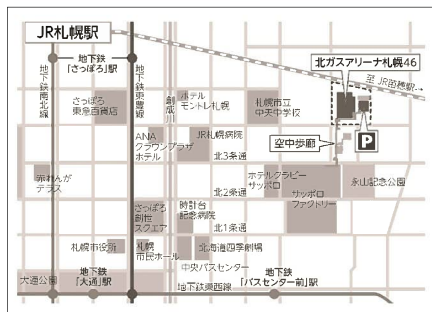 JR札幌駅
地下鉄
「さっぽろ」駅
地下鉄南北線
地下鉄東豊線
創成川
ホテル
モントレ札幌
札幌市立
中央中学校
北ガスアリーナ札幌46
至 JR苗穂駅
さっぽろ
東急百貨店
ANA
クラウンプラザ
ホテル
JR札幌病院
北3条通
空中歩廊
P
赤れんが
テラス
北2条通
ホテルクラビー
サッポロ
サッポロ
ファクトリー
永山記念公園
さっぽろ
創世
スクエア
時計台
記念病院
北1条通
札幌市役所
札幌
市民ホール
北海道四季劇場
中央バスセンター
大通公園
地下鉄
「大通」駅
地下鉄東西線
地下鉄
「バスセンター前」駅